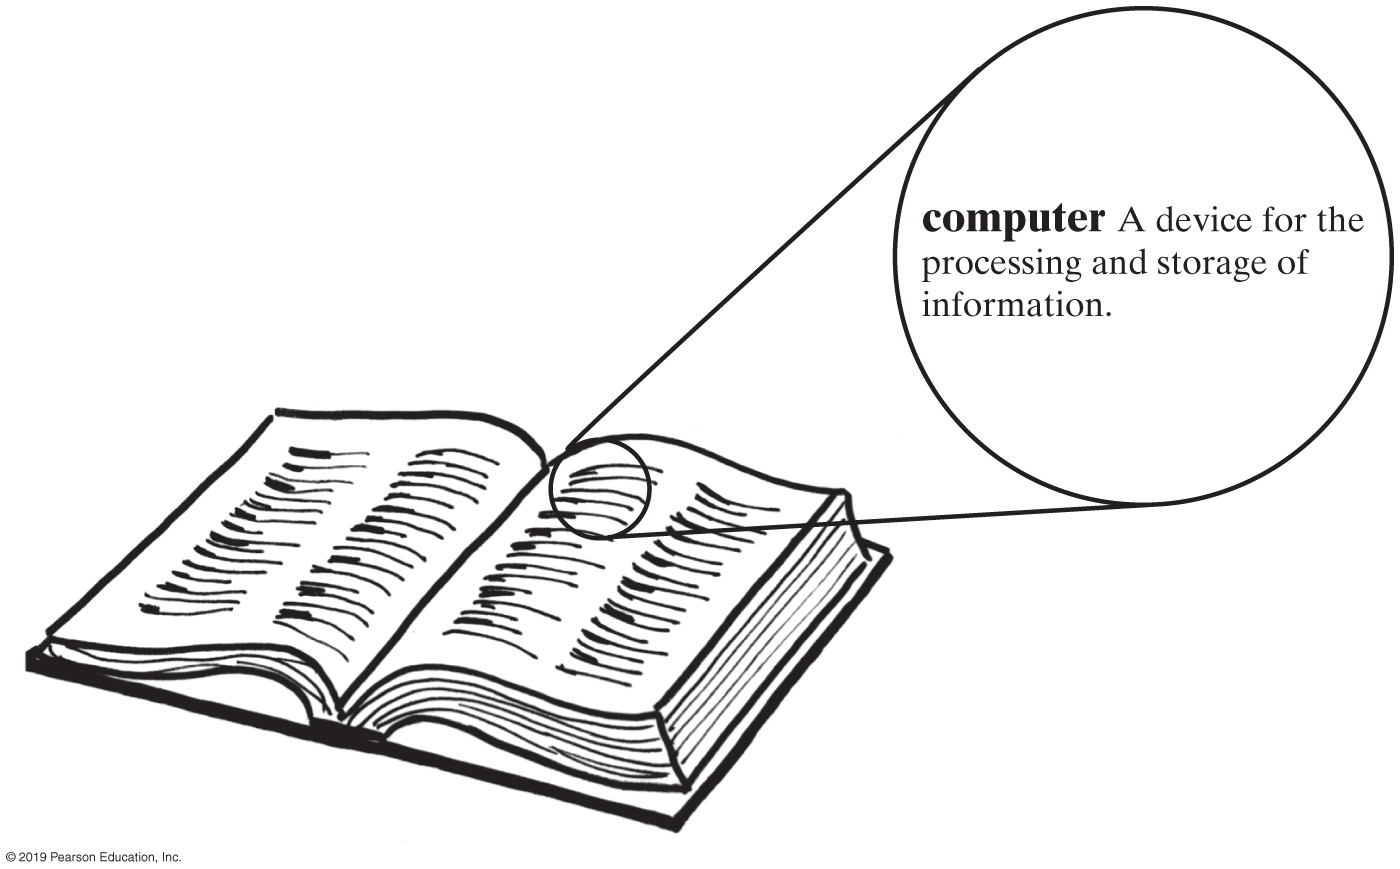 computer A device for the
processing and storage of
information.
© 2019 Pearson Education, Inc.